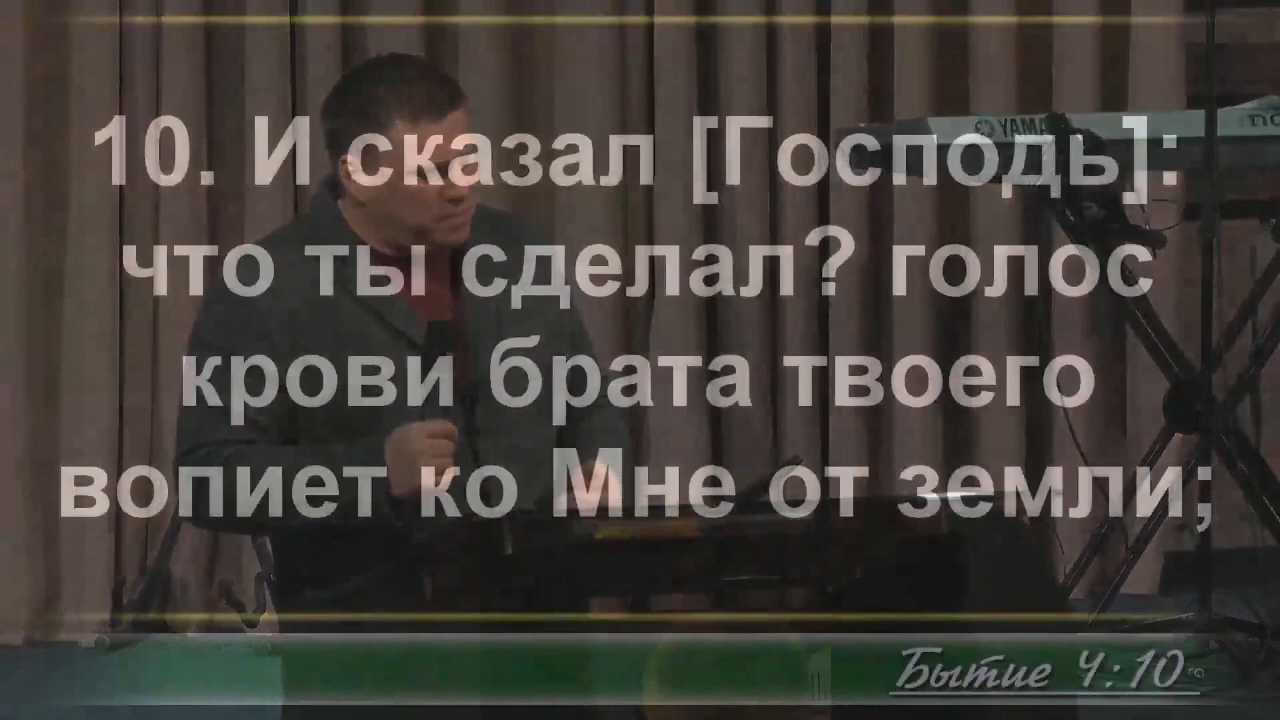 10. И сказал [Господь]:
что ты сделал? голос
крови брата твоего
вопиет ко Мне от земли;
Бытие 4:10